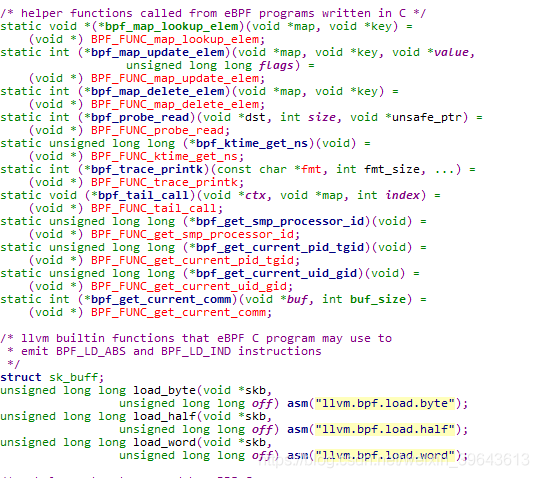 /* helper functions called from eBPF programs written in C */
static void *(*bpf_map_lookup_elem)(void *map, void *key) =
    (void *) BPF_FUNC_map_lookup_elem;
static int (*bpf_map_update_elem)(void *map, void *key, void *value,
                  unsigned long long flags) =
    (void *) BPF_FUNC_map_update_elem;
static int (*bpf_map_delete_elem)(void *map, void *key) =
    (void *) BPF_FUNC_map_delete_elem;
static int (*bpf_probe_read)(void *dst, int size, void *unsafe_ptr) =
    (void *) BPF_FUNC_probe_read;
static unsigned long long (*bpf_ktime_get_ns)(void) =
    (void *) BPF_FUNC_ktime_get_ns;
static int (*bpf_trace_printk)(const char *fmt, int fmt_size, ...) =
    (void *) BPF_FUNC_trace_printk;
static void (*bpf_tail_call)(void *ctx, void *map, int index) =
    (void *) BPF_FUNC_tail_call;
static unsigned long long (*bpf_get_smp_processor_id)(void) =
    (void *) BPF_FUNC_get_smp_processor_id;
static unsigned long long (*bpf_get_current_pid_tgid)(void) =
    (void *) BPF_FUNC_get_current_pid_tgid;
static unsigned long long (*bpf_get_current_uid_gid)(void) =
    (void *) BPF_FUNC_get_current_uid_gid;
static int (*bpf_get_current_comm)(void *buf, int buf_size) =
    (void *) BPF_FUNC_get_current_comm;

/* llvm builtin functions that eBPF C program may use to
 * emit BPF_LD_ABS and BPF_LD_IND instructions
 */
struct sk_buff;
unsigned long long load_byte(void *skb,
                 unsigned long long off) asm("llvm.bpf.load.byte");
unsigned long long load_half(void *skb,
                 unsigned long long off) asm("llvm.bpf.load.half");
unsigned long long load_word(void *skb,
                 unsigned long long off) asm("llvm.bpf.load.word");